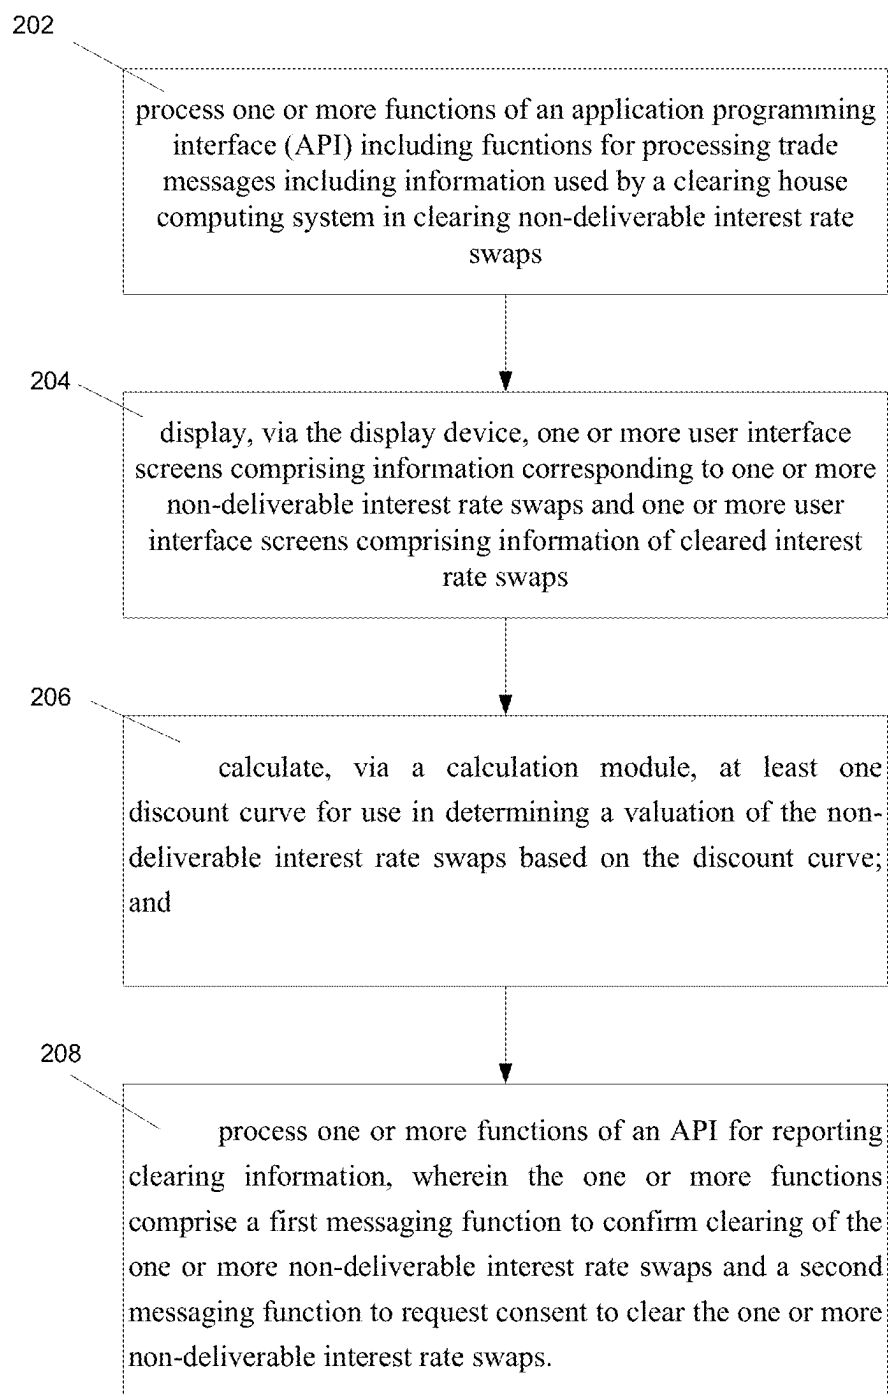 202
process one or more functions of an application programming
interface (API) including fucntions for processing trade
messages including information used by a clearing house
computing system in clearing non-deliverable interest rate
swaps
204
display, via the display device, one or more user interface
screens comprising information corresponding to one or more
non-deliverable interest rate swaps and one or more user
interface screens comprising information of cleared interest
rate swaps
206
calculate, via a calculation module, at least one
discount curve for use in determining a valuation of the non-
deliverable interest rate swaps based on the discount curve;
and
208
process one or more functions of an API for reporting
clearing information, wherein the one or more functions
comprise a first messaging function to confirm clearing of the
one or more non-deliverable interest rate swaps and a second
messaging function to request consent to clear the one or more
non-deliverable interest rate swaps.